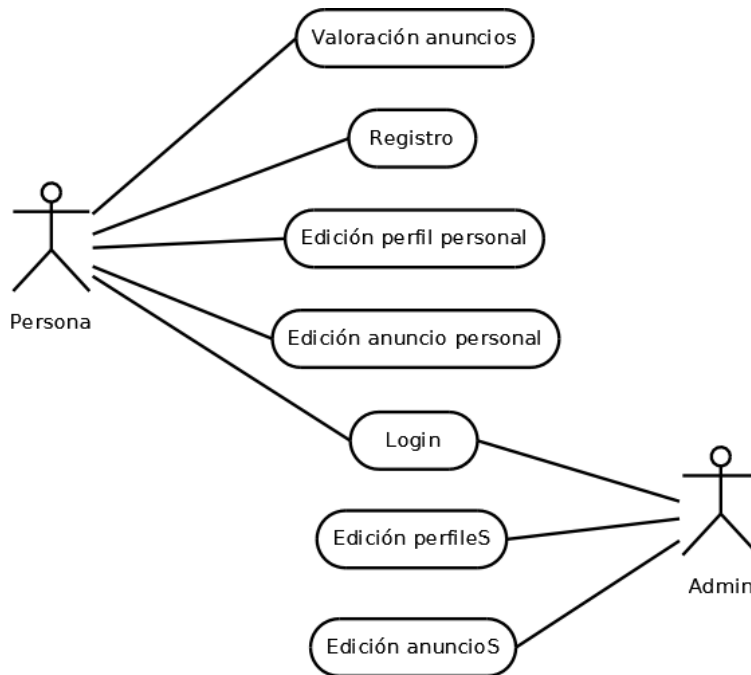 Valoración anuncios
Registro
Edición perfil personal
Persona
Edición anuncio personal
Login
Edición perfileS
Admin
Edición anuncioS